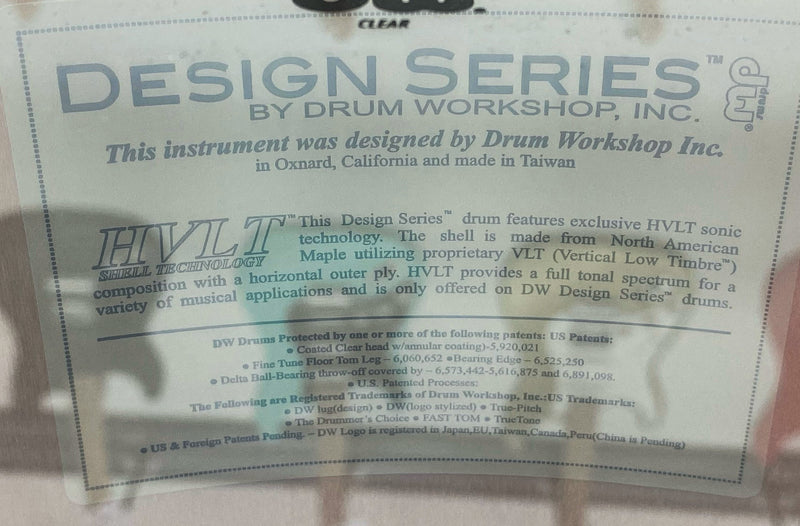 CLEAR
DESIGN SERIES™
BY DRUM WORKSHOP, INC.
dw drums®
This instrument was designed by Drum Workshop Inc.
in Oxnard, California and made in Taiwan
HVLT™
SHELL TECHNOLOGY
This Design Series™ drum features exclusive HVLT sonic
technology. The shell is made from North American
Maple utilizing proprietary VLT (Vertical Low Timbre™)
composition with a horizontal outer ply. HVLT provides a full tonal spectrum for a
variety of musical applications and is only offered on DW Design Series™ drums.
DW Drums Protected by one or more of the following patents: US Patents:
● Coated Clear head w/annular coating)-5,920,021
● Fine Tune Floor Tom Leg – 6,060,652 ●Bearing Edge – 6,525,250
● Delta Ball-Bearing throw-off covered by – 6,573,442-5,616,875 and 6,891,098.
● U.S. Patented Processes:
The Following are Registered Trademarks of Drum Workshop, Inc.:US Trademarks:
● DW lug(design) ● DW(logo stylized) ● True-Pitch
● The Drummer's Choice ● FAST TOM ● TrueTone
● US & Foreign Patents Pending. – DW Logo is registered in Japan,EU,Taiwan,Canada,Peru(China is Pending)